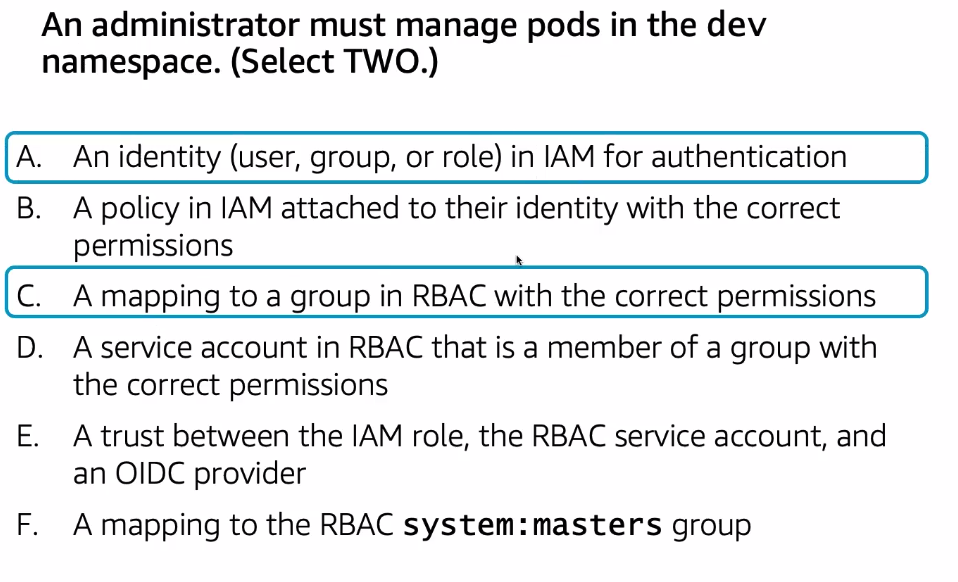 An administrator must manage pods in the dev
namespace. (Select TWO.)
A. An identity (user, group, or role) in IAM for authentication
B. A policy in IAM attached to their identity with the correct
permissions
C. A mapping to a group in RBAC with the correct permissions
D. A service account in RBAC that is a member of a group with
the correct permissions
E. A trust between the IAM role, the RBAC service account, and
an OIDC provider
F. A mapping to the RBAC system:masters group